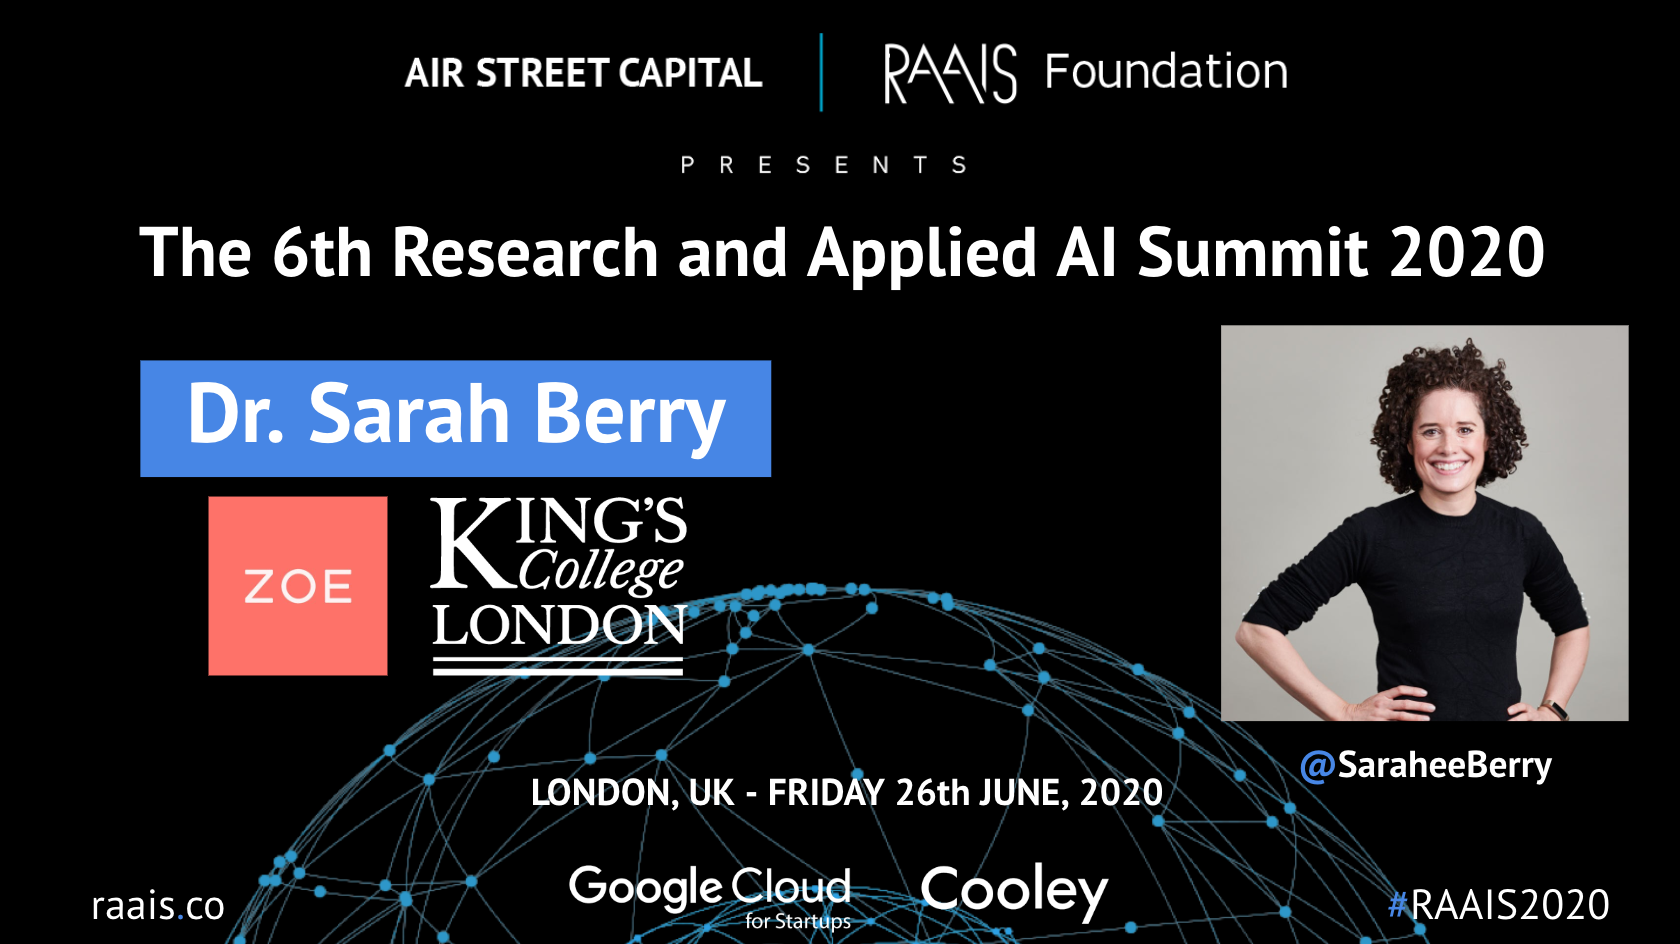 AIR STREET CAPITAL
RAAIS Foundation
PRESENTS
The 6th Research and Applied AI Summit 2020
Dr. Sarah Berry
ZOE
KING'S
College
LONDON
@SaraheeBerry
LONDON, UK - FRIDAY 26th JUNE, 2020
raais.co
Google Cloud
for Startups
Cooley
#RAAIS2020